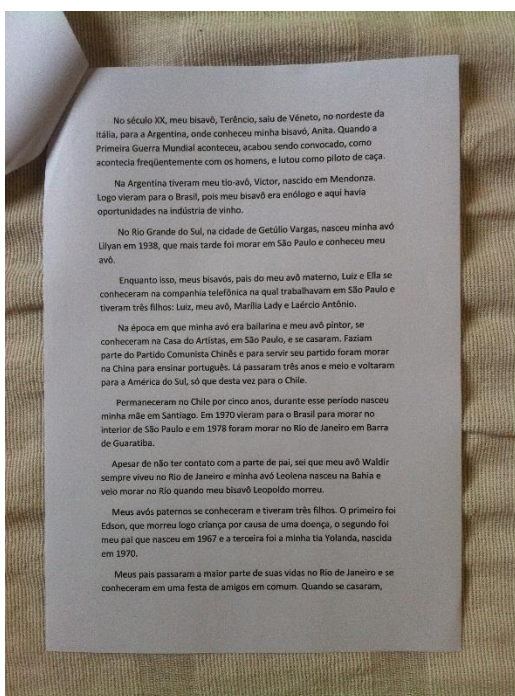 No século XX, meu bisavô, Terêncio, saiu de Vêneto, no nordeste da
Itália, para a Argentina, onde conheceu minha bisavó, Anita. Quando a
Primeira Guerra Mundial aconteceu, acabou sendo convocado, como
acontecia freqüentemente com os homens, e lutou como piloto de caça.
Na Argentina tiveram meu tio-avô, Victor, nascido em Mendonza.
Logo vieram para o Brasil, pois meu bisavô era enólogo e aqui havia
oportunidades na indústria de vinho.
No Rio Grande do Sul, na cidade de Getúlio Vargas, nasceu minha avó
Lilyan em 1938, que mais tarde foi morar em São Paulo e conheceu meu
avô.
Enquanto isso, meus bisavós, pais do meu avô materno, Luiz e Ella se
conheceram na companhia telefônica na qual trabalhavam em São Paulo e
tiveram três filhos: Luiz, meu avô, Marília Lady e Laércio Antônio.
Na época em que minha avó era bailarina e meu avô pintor, se
conheceram na Casa do Artistas, em São Paulo, e se casaram. Faziam
parte do Partido Comunista Chinês e para servir seu partido foram morar
na China para ensinar português. Lá passaram três anos e meio e voltaram
para a América do Sul, só que desta vez para o Chile.
Permaneceram no Chile por cinco anos, durante esse período nasceu
minha mãe em Santiago. Em 1970 vieram para o Brasil para morar no
interior de São Paulo e em 1978 foram morar no Rio de Janeiro em Barra
de Guaratiba.
Apesar de não ter contato com a parte de pai, sei que meu avô Waldir
sempre viveu no Rio de Janeiro e minha avó Leolena nasceu na Bahia e
veio morar no Rio quando meu bisavô Leopoldo morreu.
Meus avós paternos se conheceram e tiveram três filhos. O primeiro foi
Edson, que morreu logo criança por causa de uma doença, o segundo foi
meu pai que nasceu em 1967 e a terceira foi a minha tia Yolanda, nascida
em 1970.
Meus pais passaram a maior parte de suas vidas no Rio de Janeiro e se
conheceram em uma festa de amigos em comum. Quando se casaram,